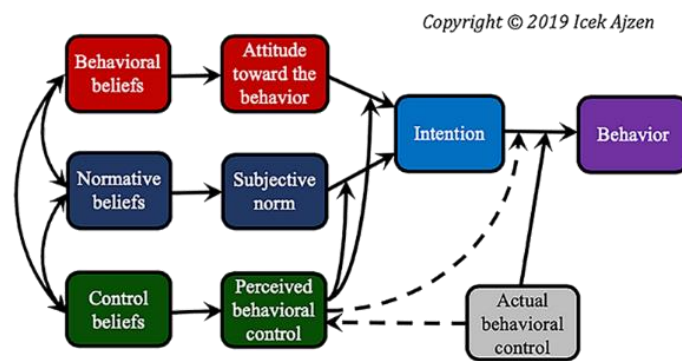 Copyright © 2019 Icek Ajzen
Behavioral
beliefs
Attitude
toward the
behavior
Intention
Behavior
Normative
beliefs
Subjective
norm
Control
beliefs
Perceived
behavioral
control
Actual
behavioral
control